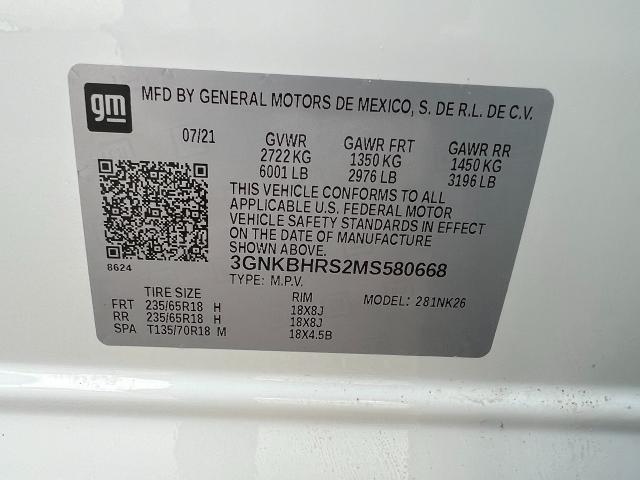 gm
MFD BY GENERAL MOTORS DE MEXICO, S. DE R.L. DE C.V.
07/21 GVWR GAWR FRT GAWR RR
2722 KG 1350 KG 1450 KG
6001 LB 2976 LB 3196 LB
THIS VEHICLE CONFORMS TO ALL
APPLICABLE U.S. FEDERAL MOTOR
VEHICLE SAFETY STANDARDS IN
EFFECT ON THE DATE OF MANUFACTURE
SHOWN ABOVE.
8624 3GNKBHRS2MS580668
TYPE: M.P.V.
TIRE SIZE RIM MODEL: 281NK26
FRT 235/65R18 H 18X8J
RR 235/65R18 H 18X8J
SPA T135/70R18 M 18X4.5B